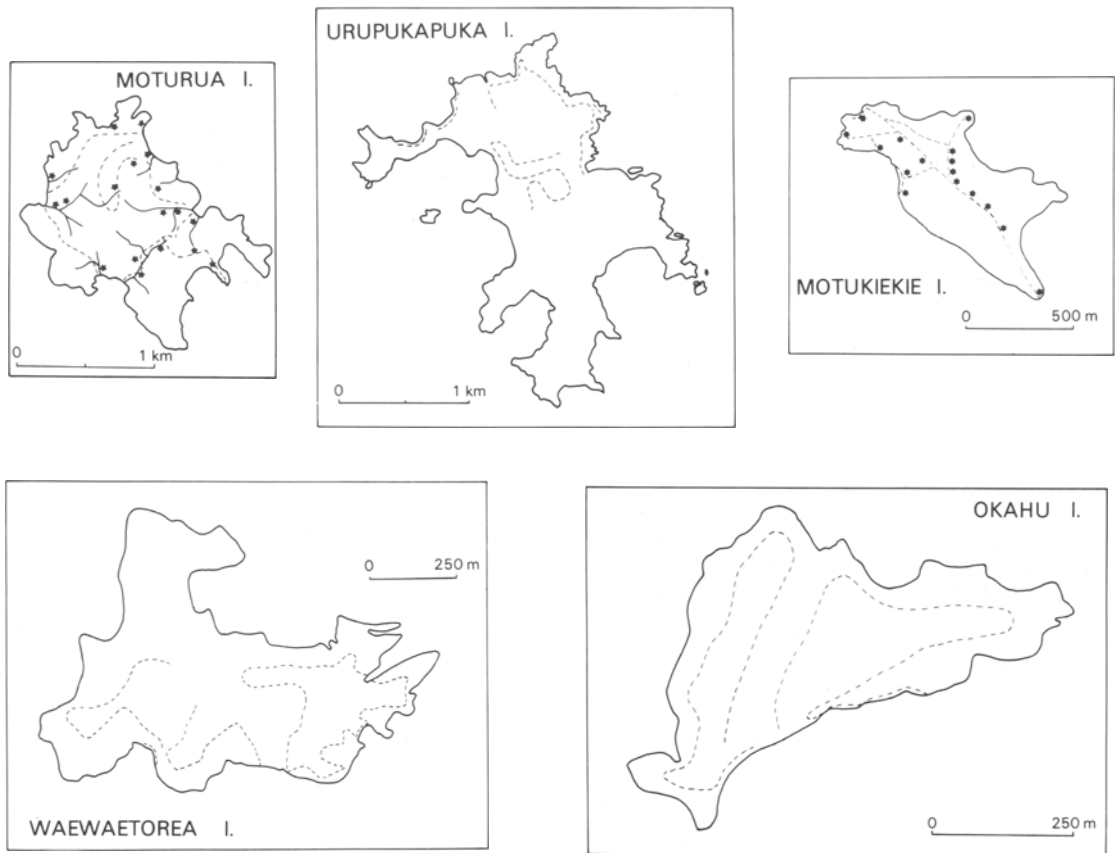 MOTURUA I.
0 1 km
URUPUKAPUKA I.
0 1 km
MOTUKIEKIE I.
0 500 m
WAEWAETOREA I.
0 250 m
OKAHU I.
0 250 m